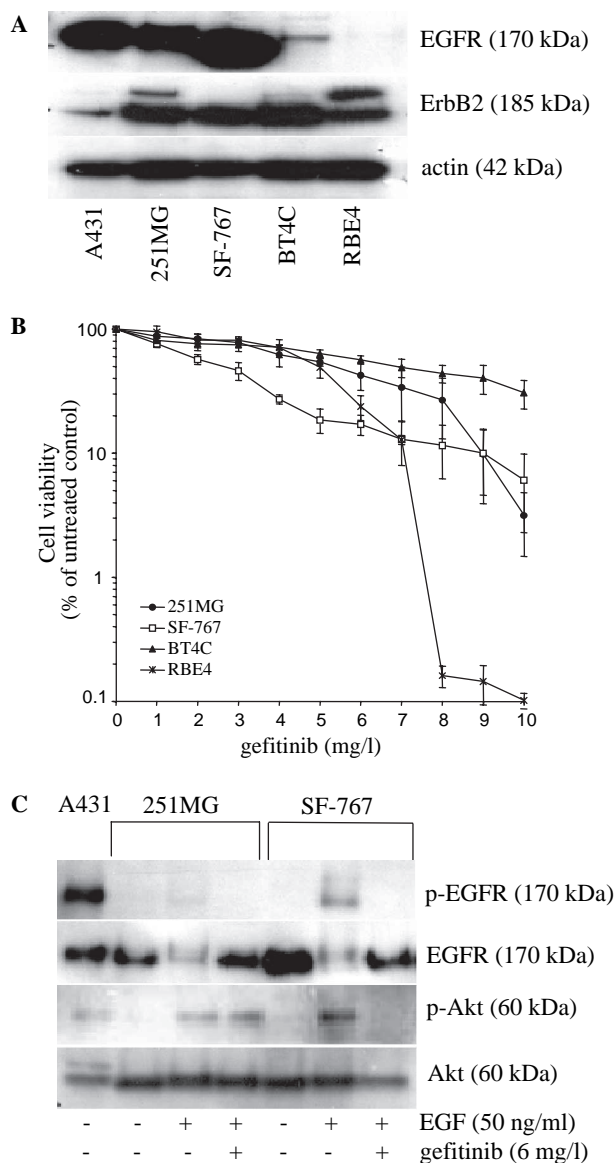 A
EGFR (170 kDa)
ErbB2 (185 kDa)
actin (42 kDa)
A431
251MG
SF-767
BT4C
RBE4
B
100
10
1
0.1
Cell viability
(% of untreated control)
251MG
SF-767
BT4C
RBE4
0 1 2 3 4 5 6 7 8 9 10
gefitinib (mg/l)
C
A431 251MG SF-767
p-EGFR (170 kDa)
EGFR (170 kDa)
p-Akt (60 kDa)
Akt (60 kDa)
- - + + - + + EGF (50 ng/ml)
- - - + - - + gefitinib (6 mg/l)